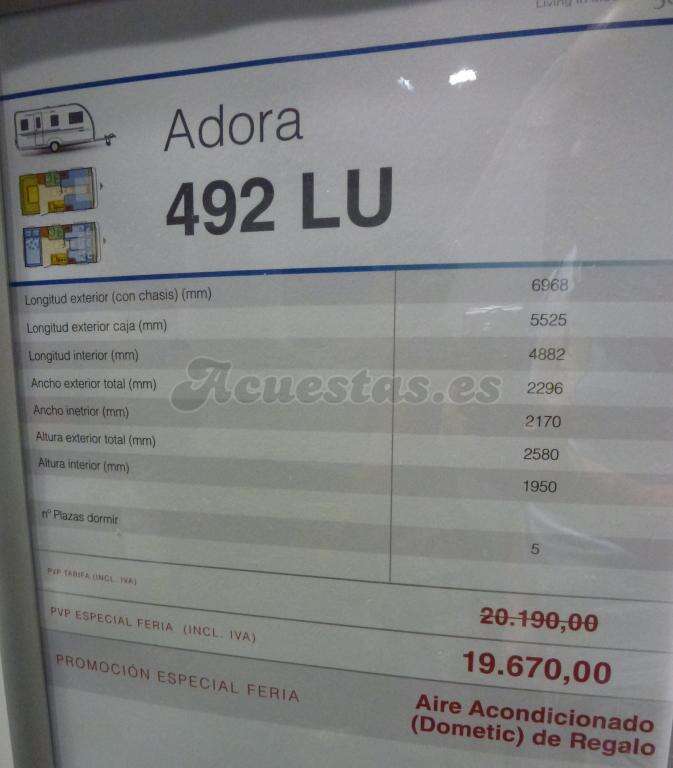 Living in
Adora
492 LU
Longitud exterior (con chasis) (mm) 6968
Longitud exterior caja (mm) 5525
Longitud interior (mm) 4882
Acuestas.es
Ancho exterior total (mm) 2296
Ancho inetrior (mm) 2170
Altura exterior total (mm) 2580
Altura interior (mm) 1950
nº Plazas dormir 5
PVP TARIFA (INCL. IVA) 20.190,00
PVP ESPECIAL FERIA (INCL. IVA) 19.670,00
PROMOCIÓN ESPECIAL FERIA Aire Acondicionado
(Dometic) de Regalo